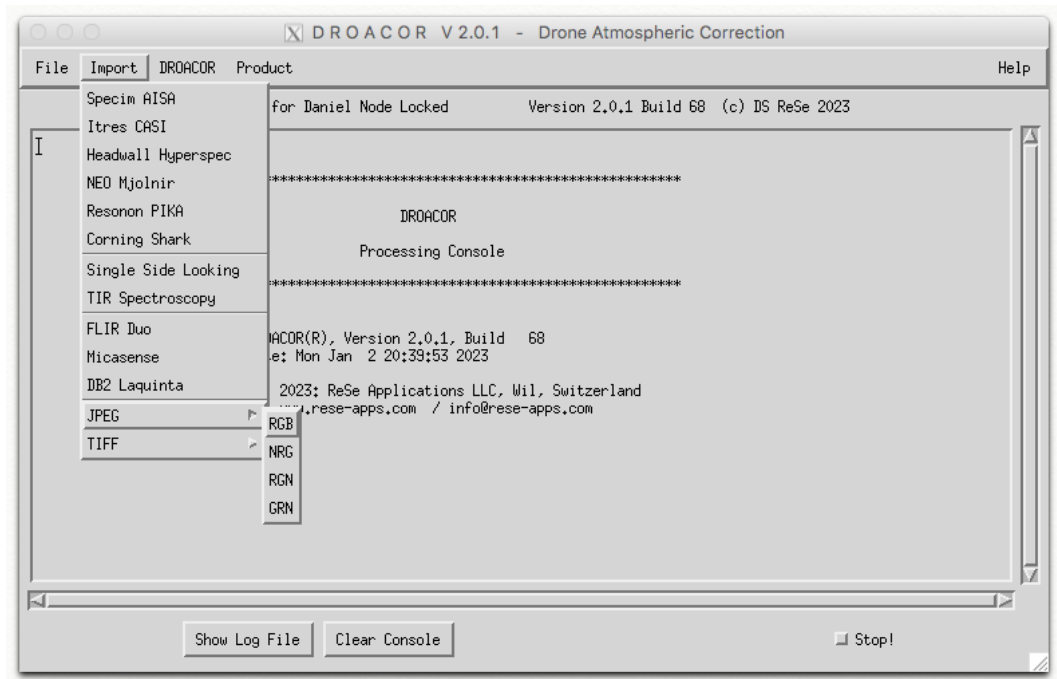 X DROACOR V 2.0.1 - Drone Atmospheric Correction
File Import DROACOR Product Help
for Daniel Node Locked Version 2.0.1 Build 68 (c) DS ReSe 2023
Specim AISA
Itres CASI
Headwall Hyperspec
NEO Mjolnir
Resonon PIKA
Corning Shark
Single Side Looking
TIR Spectroscopy
FLIR Duo
Micasense
DB2 Laquinta
JPEG
TIFF
RGB
NRG
RGN
GRN
DROACOR
Processing Console
ACOR(R), Version 2.0.1, Build 68
e: Mon Jan 2 20:39:53 2023
2023: ReSe Applications LLC, Wil, Switzerland
.rese-apps.com / info@rese-apps.com
Show Log File Clear Console Stop!